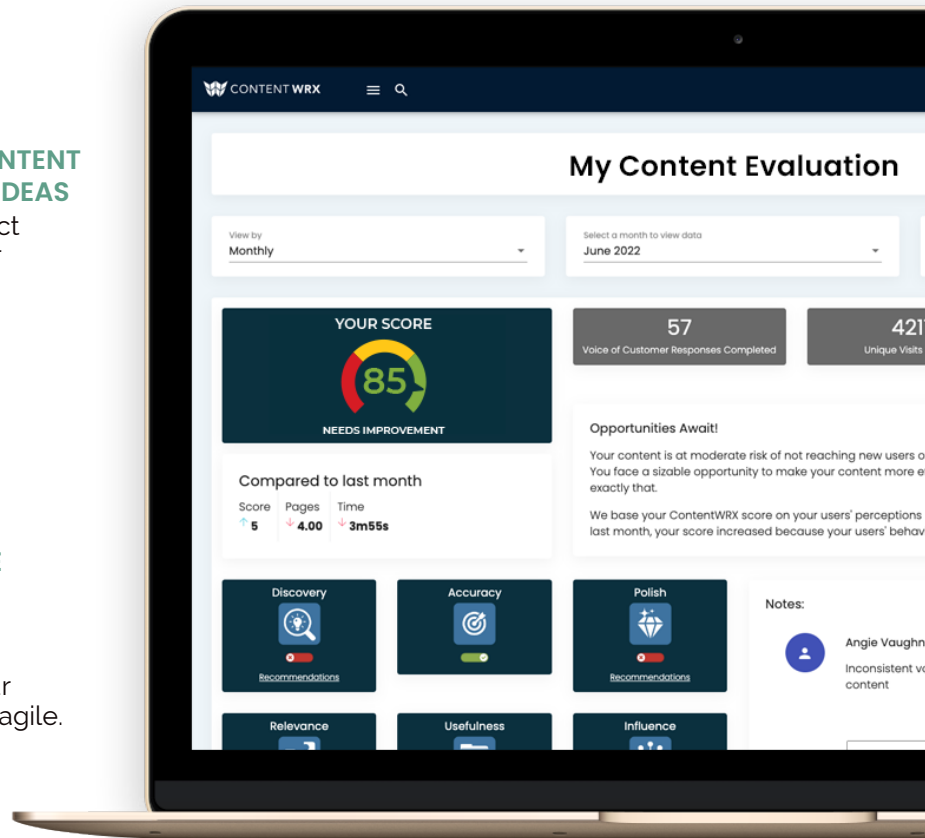 NTENT
DEAS
ct
agile.
CONTENT WRX
My Content Evaluation
View by
Monthly
Select a month to view data
June 2022
YOUR SCORE
85
NEEDS IMPROVEMENT
57
Voice of Customer Responses Completed
421
Unique Visits
Compared to last month
Score Pages Time
5 4.00 3m55s
Opportunities Await!
Your content is at moderate risk of not reaching new users o
You face a sizable opportunity to make your content more e
exactly that.
We base your ContentWRX score on your users' perceptions
last month, your score increased because your users' behav
Discovery
Recommendations
Accuracy
Polish
Recommendations
Notes:
Angie Vaughn
Inconsistent v
content
Relevance
Usefulness
Influence